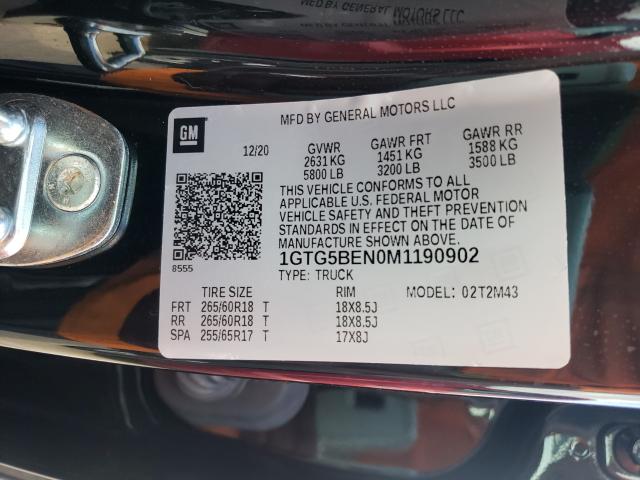 MFD BY GENERAL MOTORS LLC
GM
12/20 GVWR GAWR FRT GAWR RR
2631 KG 1451 KG 1588 KG
5800 LB 3200 LB 3500 LB
THIS VEHICLE CONFORMS TO ALL
APPLICABLE U.S. FEDERAL MOTOR
VEHICLE SAFETY AND THEFT PREVENTION
STANDARDS IN EFFECT ON THE DATE OF
MANUFACTURE SHOWN ABOVE.
8555 1GTG5BEN0M1190902
TYPE: TRUCK
TIRE SIZE RIM MODEL: 02T2M43
FRT 265/60R18 T 18X8.5J
RR 265/60R18 T 18X8.5J
SPA 255/65R17 T 17X8J